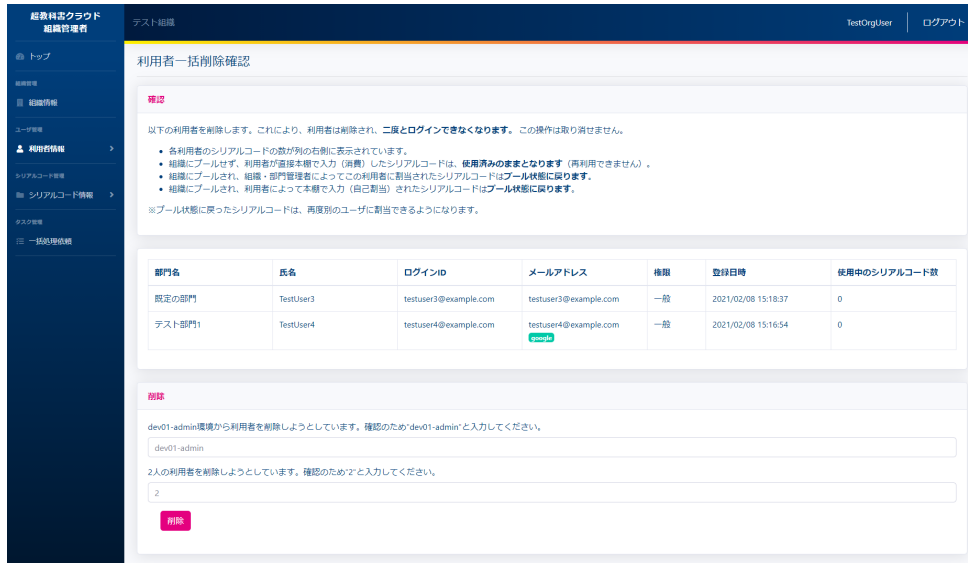 超教科書クラウド
組織管理者
テスト組織
TestOrgUser
ログアウト
トップ
組織管理
組織情報
ユーザ管理
利用者情報
シリアルコード管理
シリアルコード情報
タスク管理
一括処理依頼
利用者一括削除確認
確認
以下の利用者を削除します。これにより、利用者は削除され、二度とログインできなくなります。この操作は取り消せません。
• 各利用者のシリアルコードの数が列の右側に表示されています。
• 組織にプールせず、利用者が直接本棚で入力（消費）したシリアルコードは、使用済みのままとなります（再利用できません）。
• 組織にプールされ、組織・部門管理者によってこの利用者に割当されたシリアルコードはプール状態に戻ります。
• 組織にプールされ、利用者によって本棚で入力（自己割当）されたシリアルコードはプール状態に戻ります。
※プール状態に戻ったシリアルコードは、再度別のユーザに割当できるようになります。
部門名 氏名 ログインID メールアドレス 権限 登録日時 使用中のシリアルコード数
既定の部門 TestUser3 testuser3@example.com testuser3@example.com 一般 2021/02/08 15:18:37 0
テスト部門1 TestUser4 testuser4@example.com testuser4@example.com 一般 2021/02/08 15:16:54 0
google
削除
dev01-admin環境から利用者を削除しようとしています。確認のため"dev01-admin"と入力してください。
dev01-admin
2人の利用者を削除しようとしています。確認のため"2"と入力してください。
2
削除